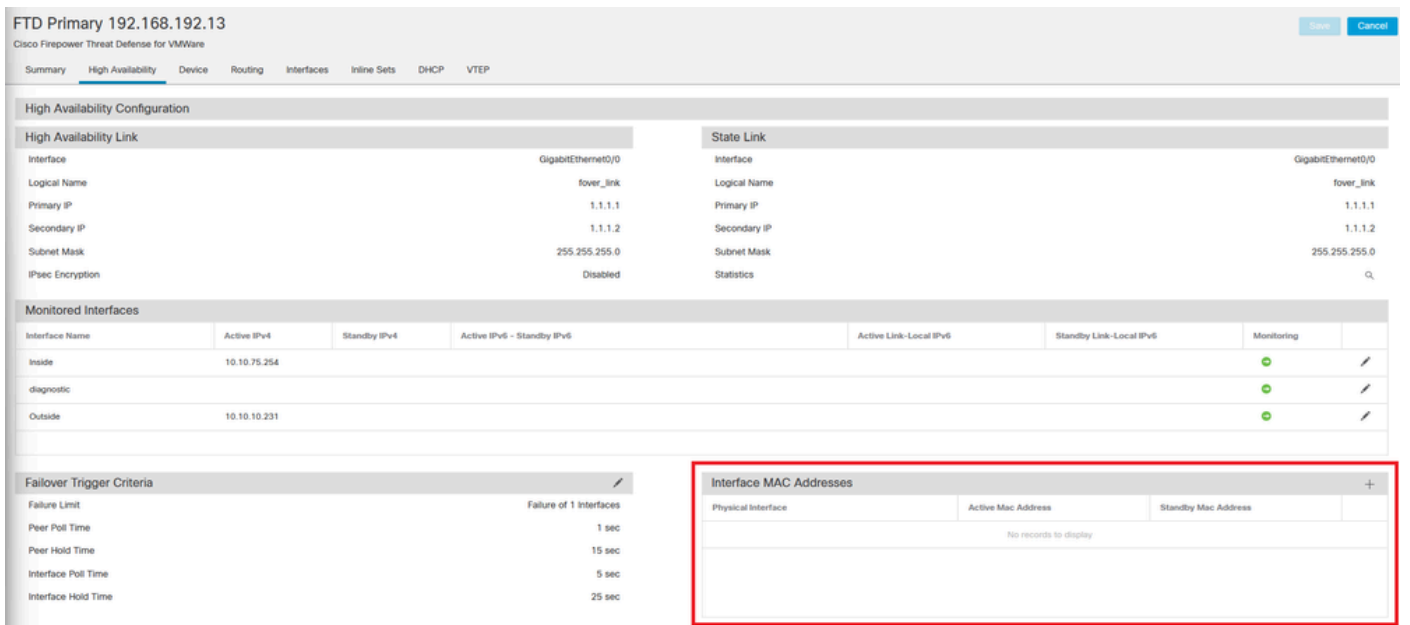 FTD Primary 192.168.192.13
Save Cancel
Cisco Firepower Threat Defense for VMWare
Summary High Availability Device Routing Interfaces Inline Sets DHCP VTEP
High Availability Configuration
High Availability Link
Interface GigabitEthernet0/0
Logical Name fover_link
Primary IP 1.1.1.1
Secondary IP 1.1.1.2
Subnet Mask 255.255.255.0
IPsec Encryption Disabled
State Link
Interface GigabitEthernet0/0
Logical Name fover_link
Primary IP 1.1.1.1
Secondary IP 1.1.1.2
Subnet Mask 255.255.255.0
Statistics
Monitored Interfaces
Interface Name Active IPv4 Standby IPv4 Active IPv6 - Standby IPv6 Active Link-Local IPv6 Standby Link-Local IPv6 Monitoring
Inside 10.10.75.254
diagnostic
Outside 10.10.10.231
Failover Trigger Criteria
Failure Limit Failure of 1 Interfaces
Peer Poll Time 1 sec
Peer Hold Time 15 sec
Interface Poll Time 5 sec
Interface Hold Time 25 sec
Interface MAC Addresses +
Physical Interface Active Mac Address Standby Mac Address
No records to display